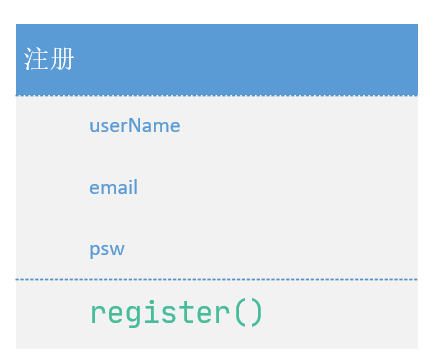 注册
userName
email
psw
register()